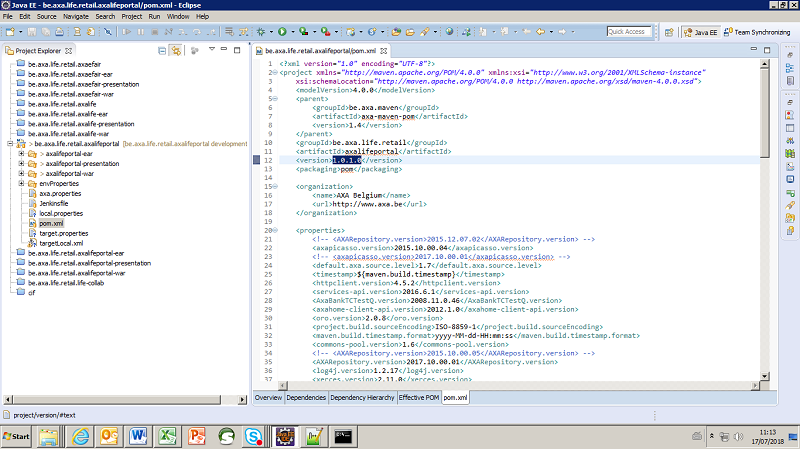 Java EE - be.axa.life.retail.axalifeportal/pom.xml - Eclipse
File Edit Source Navigate Search Project Run Window Help
Quick Access
Java EE
Team Synchronizing
Project Explorer
be.axa.life.retail.axaefair
be.axa.life.retail.axaefair-ear
be.axa.life.retail.axaefair-presentation
be.axa.life.retail.axaefair-war
be.axa.life.retail.axalife
be.axa.life.retail.axalife-ear
be.axa.life.retail.axalife-presentation
be.axa.life.retail.axalife-war
> be.axa.life.retail.axalifeportal [be.axa.life.retail.axalifeportal development
> axalifeportal-ear
> axalifeportal-presentation
> axalifeportal-war
envProperties
axa.properties
Jenkinsfile
local.properties
pom.xml
target.properties
targetLocal.xml
be.axa.life.retail.axalifeportal-ear
be.axa.life.retail.axalifeportal-presentation
be.axa.life.retail.axalifeportal-war
be.axa.life.retail.life-collab
cif
be.axa.life.retail.axalifeportal/pom.xml
1 <?xml version="1.0" encoding="UTF-8"?>
2 <project xmlns="http://maven.apache.org/POM/4.0.0" xmlns:xsi="http://www.w3.org/2001/XMLSchema-instance"
3 xsi:schemaLocation="http://maven.apache.org/POM/4.0.0 http://maven.apache.org/xsd/maven-4.0.0.xsd">
4 <modelVersion>4.0.0</modelVersion>
5 <parent>
6 <groupId>be.axa.maven</groupId>
7 <artifactId>axa-maven-pom</artifactId>
8 <version>1.4</version>
9 </parent>
10 <groupId>be.axa.life.retail</groupId>
11 <artifactId>axalifeportal</artifactId>
12 <version>1.0.1.0</version>
13 <packaging>pom</packaging>
14
15 <organization>
16 <name>AXA Belgium</name>
17 <url>http://www.axa.be</url>
18 </organization>
19
20 <properties>
21 <!-- <AXARepository.version>2015.12.07.02</AXARepository.version> -->
22 <axapicasso.version>2015.10.00.04</axapicasso.version>
23 <!-- <axapicasso.version>2017.10.00.01</axapicasso.version> -->
24 <default.axa.source.level>1.7</default.axa.source.level>
25 <timestamp>${maven.build.timestamp}</timestamp>
26 <httpclient.version>4.5.2</httpclient.version>
27 <services-api.version>2016.6.1</services-api.version>
28 <AxaBankTCTestQ.version>2008.11.0.46</AxaBankTCTestQ.version>
29 <axahome-client-api.version>2012.1.0</axahome-client-api.version>
30 <oro.version>2.0.8</oro.version>
31 <project.build.sourceEncoding>ISO-8859-1</project.build.sourceEncoding>
32 <maven.build.timestamp.format>yyyy-MM-dd-HH:mm:ss</maven.build.timestamp.format>
33 <commons-pool.version>1.6</commons-pool.version>
34 <!-- <AXARepository.version>2015.10.00.05</AXARepository.version> -->
35 <AXARepository.version>2017.10.00.01</AXARepository.version>
36 <log4j.version>1.2.17</log4j.version>
37 <xerces.version>2.11.0</xerces.version>
Overview Dependencies Dependency Hierarchy Effective POM pom.xml
project/version/#text
Start
11:13
17/07/2018